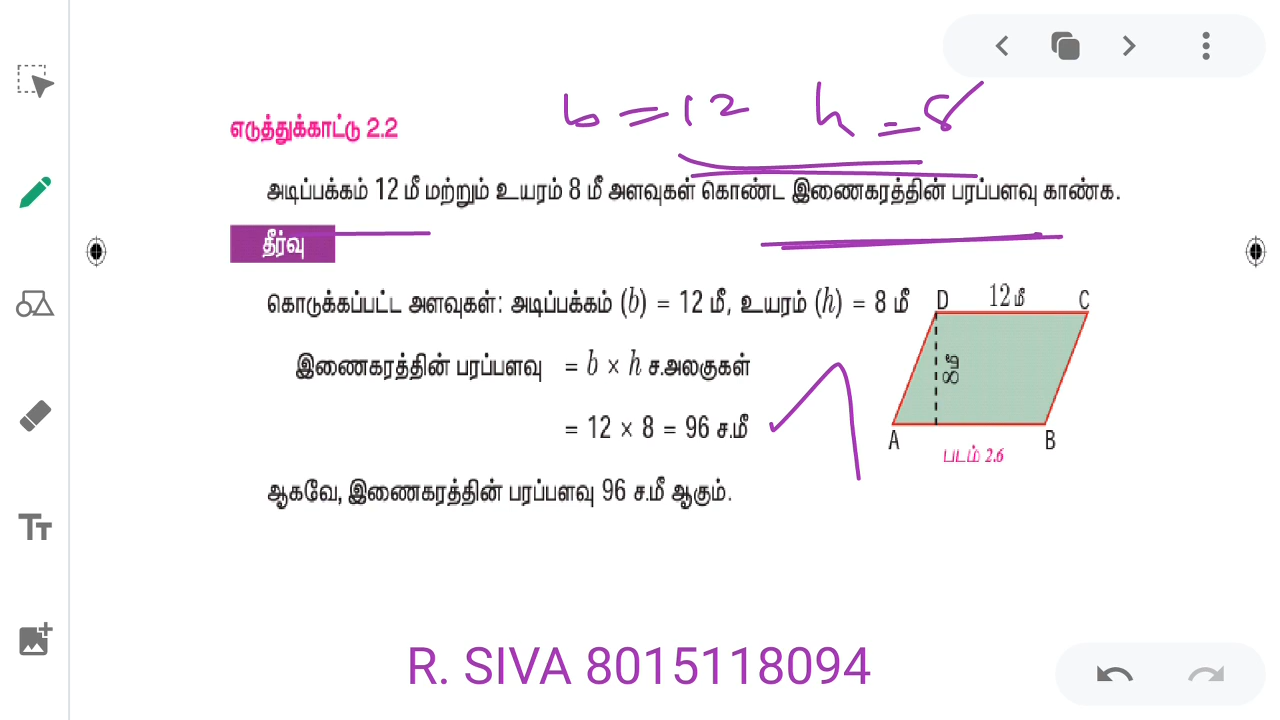 b = 12 h = 8
எடுத்துக்காட்டு 2.2
அடிப்பக்கம் 12 மீ மற்றும் உயரம் 8 மீ அளவுகள் கொண்ட இணைகரத்தின் பரப்பளவு காண்க.
தீர்வு
கொடுக்கப்பட்ட அளவுகள்: அடிப்பக்கம் (b) = 12 மீ, உயரம் (h) = 8 மீ
இணைகரத்தின் பரப்பளவு = b × h ச.அலகுகள்
= 12 × 8 = 96 ச.மீ
ஆகவே, இணைகரத்தின் பரப்பளவு 96 ச.மீ ஆகும்.
D 12 மீ C
8 மீ
A B
படம் 2.6
R. SIVA 8015118094
Tт